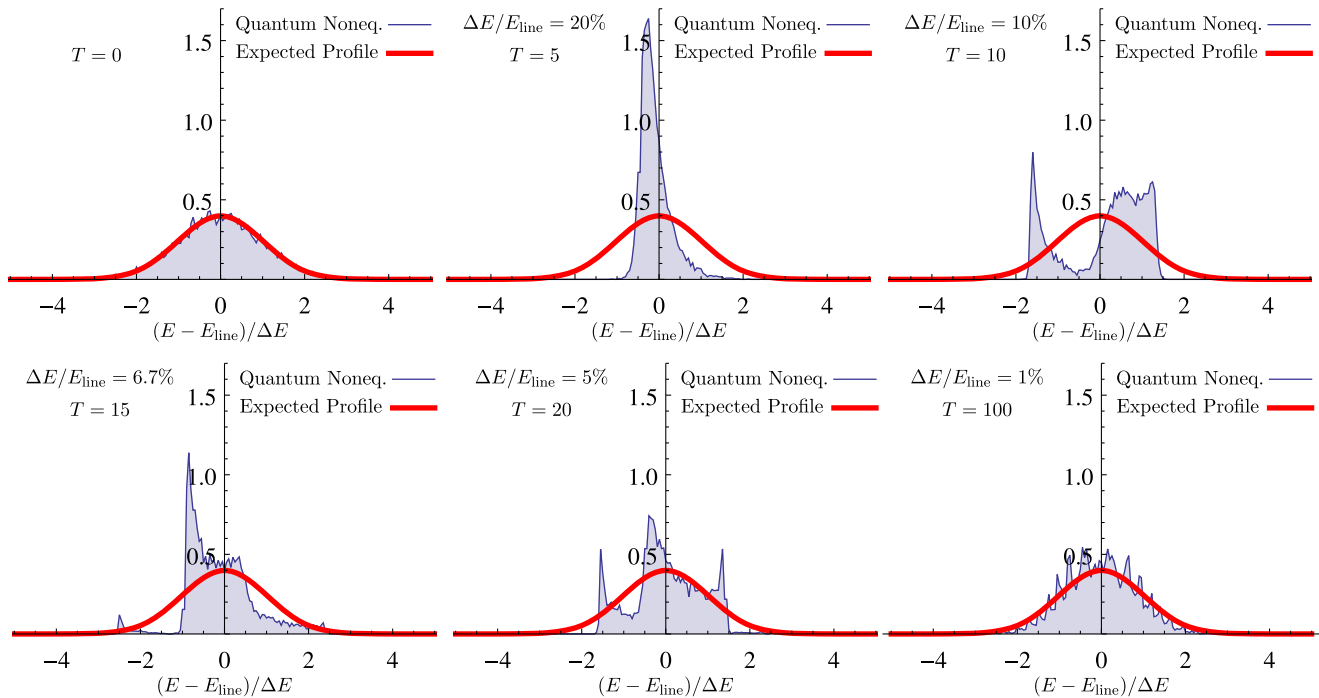 T = 0
Quantum Noneq.
Expected Profile
1.5
1.0
0.5
−4 −2 0 2 4
(E − E_line)/ΔE
ΔE/E_line = 20%
T = 5
Quantum Noneq.
Expected Profile
1.5
1.0
0.5
−4 −2 0 2 4
(E − E_line)/ΔE
ΔE/E_line = 10%
T = 10
Quantum Noneq.
Expected Profile
1.5
1.0
0.5
−4 −2 0 2 4
(E − E_line)/ΔE
ΔE/E_line = 6.7%
T = 15
Quantum Noneq.
Expected Profile
1.5
1.0
0.5
−4 −2 0 2 4
(E − E_line)/ΔE
ΔE/E_line = 5%
T = 20
Quantum Noneq.
Expected Profile
1.5
1.0
0.5
−4 −2 0 2 4
(E − E_line)/ΔE
ΔE/E_line = 1%
T = 100
Quantum Noneq.
Expected Profile
1.5
1.0
0.5
−4 −2 0 2 4
(E − E_line)/ΔE